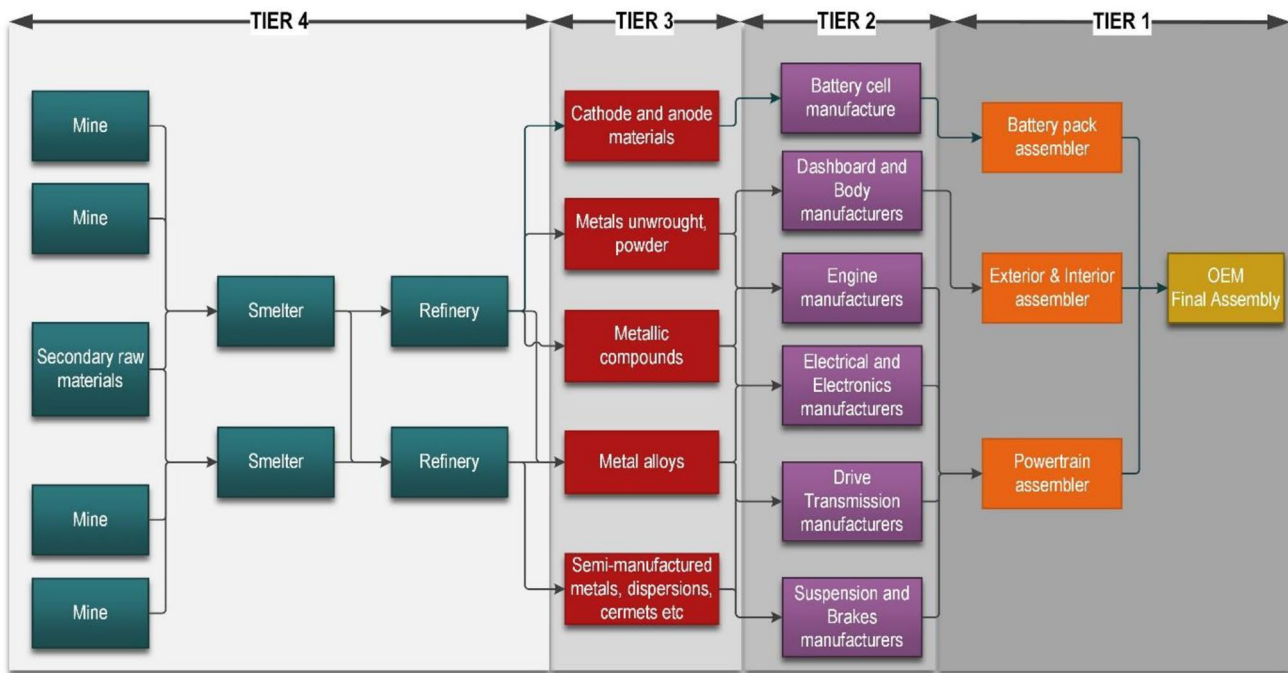 TIER 4
TIER 3
TIER 2
TIER 1
Mine
Mine
Secondary raw
materials
Mine
Mine
Smelter
Smelter
Refinery
Refinery
Cathode and anode
materials
Metals unwrought,
powder
Metallic
compounds
Metal alloys
Semi-manufactured
metals, dispersions,
cermets etc
Battery cell
manufacture
Dashboard and
Body
manufacturers
Engine
manufacturers
Electrical and
Electronics
manufacturers
Drive
Transmission
manufacturers
Suspension and
Brakes
manufacturers
Battery pack
assembler
Exterior & Interior
assembler
Powertrain
assembler
OEM
Final Assembly